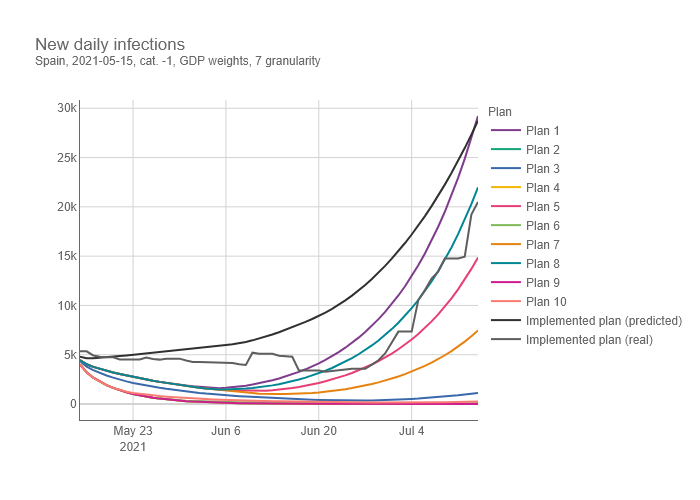 New daily infections
Spain, 2021-05-15, cat. -1, GDP weights, 7 granularity
30k
25k
20k
15k
10k
5k
0
May 23
2021
Jun 6
Jun 20
Jul 4
Plan
Plan 1
Plan 2
Plan 3
Plan 4
Plan 5
Plan 6
Plan 7
Plan 8
Plan 9
Plan 10
Implemented plan (predicted)
Implemented plan (real)